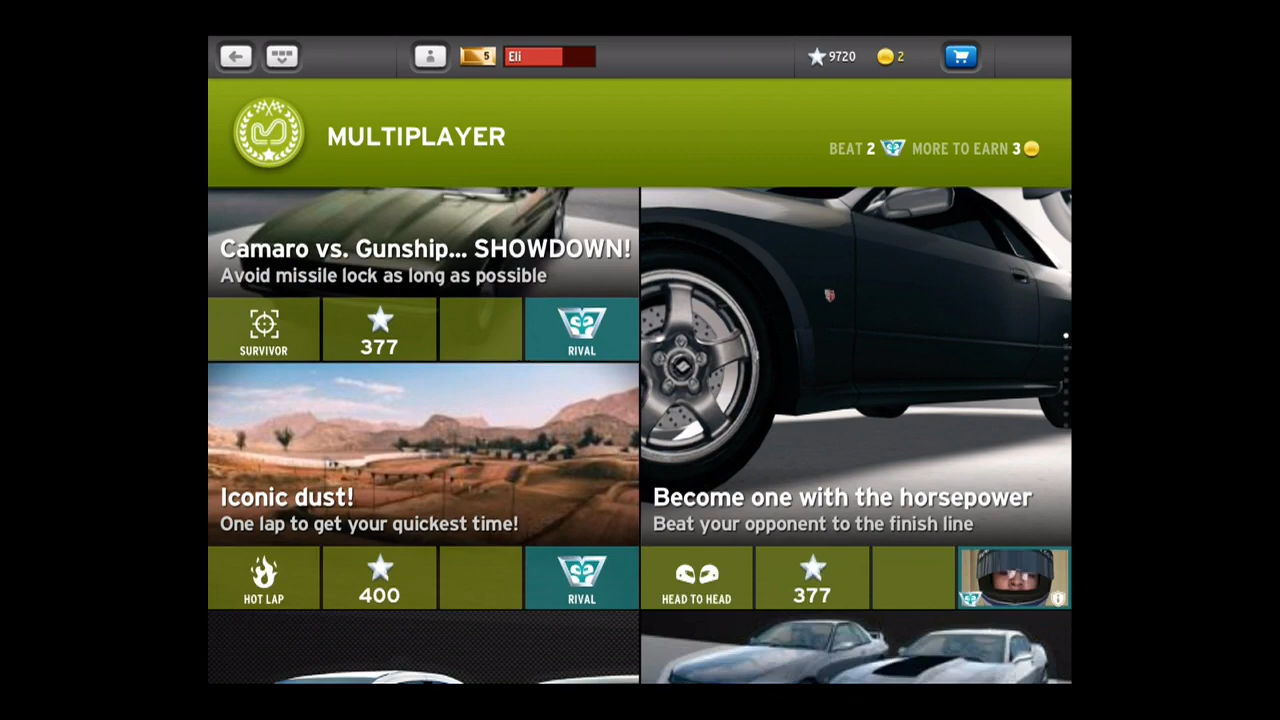 5
Eli
9720
2
MULTIPLAYER
BEAT 2 MORE TO EARN 3
Camaro vs. Gunship... SHOWDOWN!
Avoid missile lock as long as possible
SURVIVOR
377
RIVAL
Iconic dust!
One lap to get your quickest time!
HOT LAP
400
RIVAL
Become one with the horsepower
Beat your opponent to the finish line
HEAD TO HEAD
377